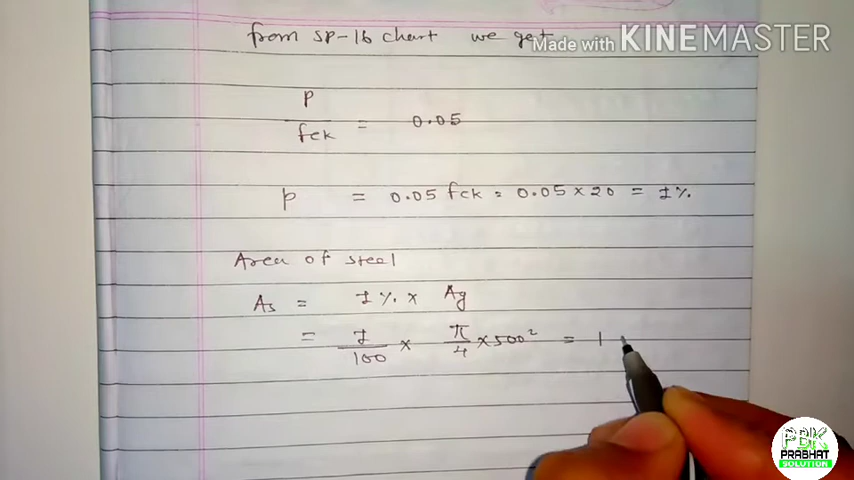 from SP-16 chart we get
Made with KINEMASTER
p
fck = 0.05
p = 0.05 fck = 0.05 × 20 = 1%
Area of steel
As = 1% × Ag
= 1/100 × π/4 × 500² = 1
PBK
PRABHAT
SOLUTION